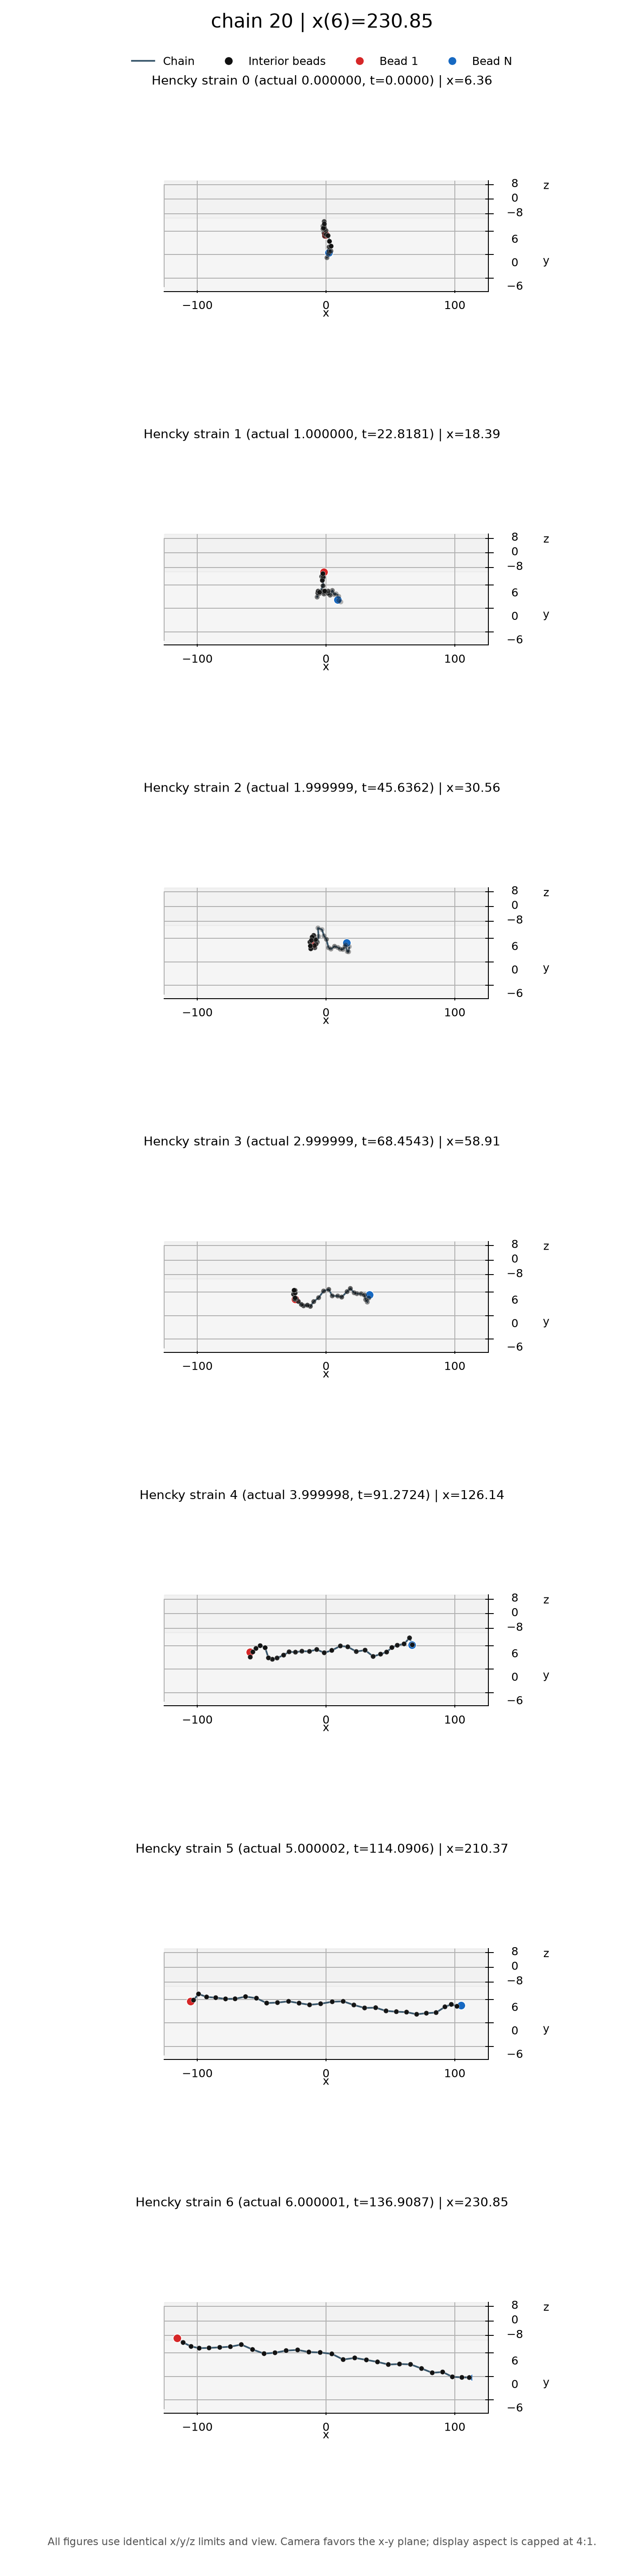 chain 20 | x(6)=230.85
Chain Interior beads Bead 1 Bead N
Hencky strain 0 (actual 0.000000, t=0.0000) | x=6.36
8 z
0
−8
6
0 y
−6
−100 0 100
x
Hencky strain 1 (actual 1.000000, t=22.8181) | x=18.39
8 z
0
−8
6
0 y
−6
−100 0 100
x
Hencky strain 2 (actual 1.999999, t=45.6362) | x=30.56
8 z
0
−8
6
0 y
−6
−100 0 100
x
Hencky strain 3 (actual 2.999999, t=68.4543) | x=58.91
8 z
0
−8
6
0 y
−6
−100 0 100
x
Hencky strain 4 (actual 3.999998, t=91.2724) | x=126.14
8 z
0
−8
6
0 y
−6
−100 0 100
x
Hencky strain 5 (actual 5.000002, t=114.0906) | x=210.37
8 z
0
−8
6
0 y
−6
−100 0 100
x
Hencky strain 6 (actual 6.000001, t=136.9087) | x=230.85
8 z
0
−8
6
0 y
−6
−100 0 100
x
All figures use identical x/y/z limits and view. Camera favors the x-y plane; display aspect is capped at 4:1.